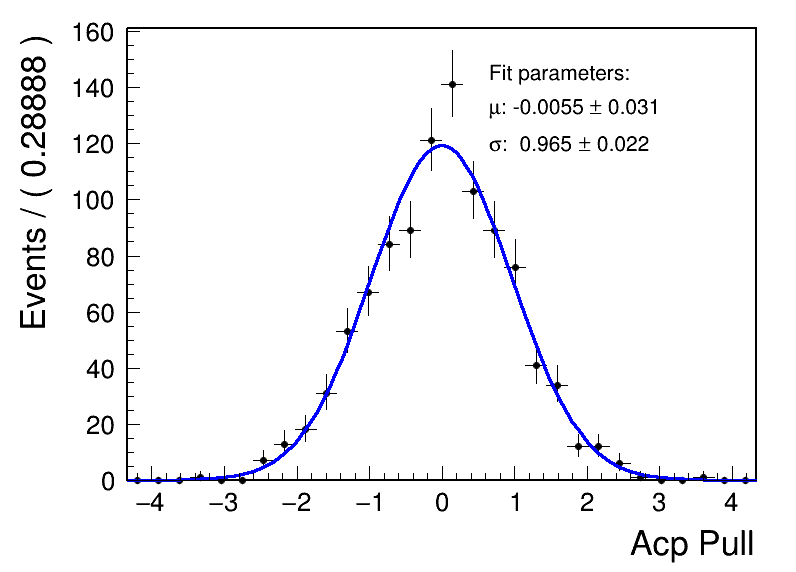 Events / ( 0.28888 )
160
140
120
100
80
60
40
20
0
Fit parameters:
μ: -0.0055 ± 0.031
σ: 0.965 ± 0.022
−4 −3 −2 −1 0 1 2 3 4
Acp Pull